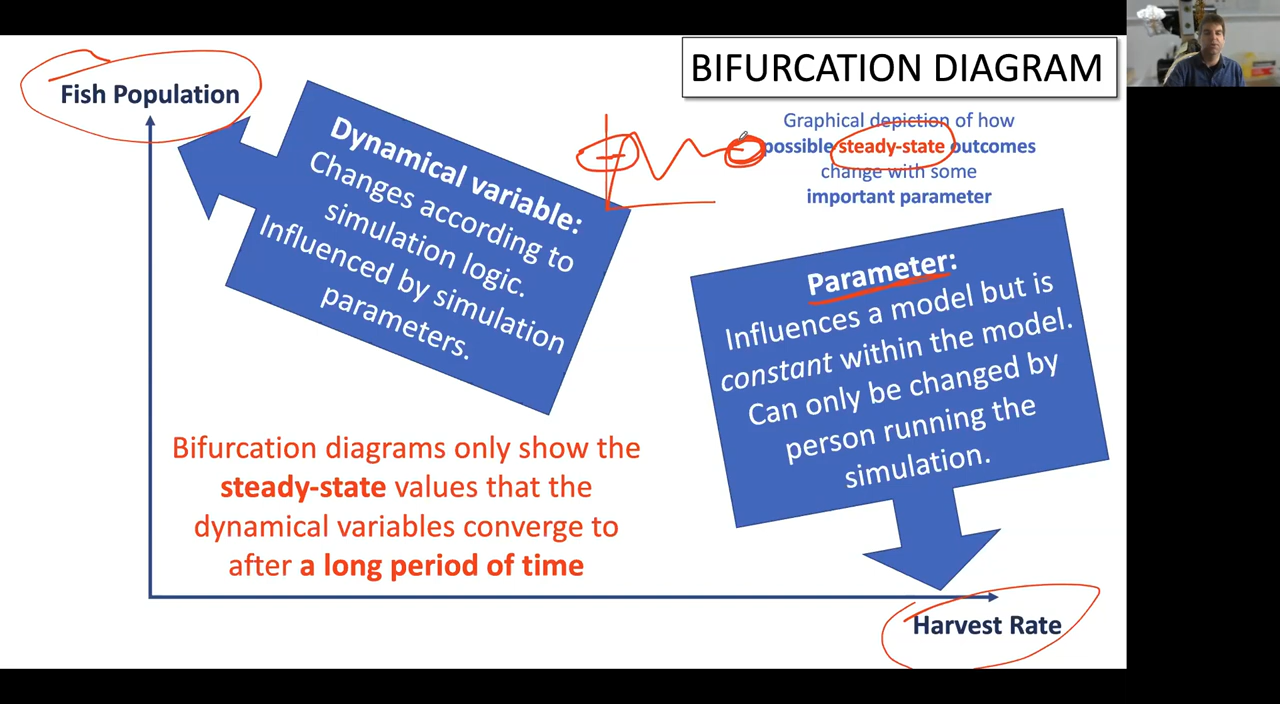 BIFURCATION DIAGRAM
Fish Population
Graphical depiction of how
possible steady-state outcomes
change with some
important parameter
Dynamical variable:
Changes according to
simulation logic.
Influenced by simulation
parameters.
Parameter:
Influences a model but is
constant within the model.
Can only be changed by
person running the
simulation.
Bifurcation diagrams only show the
steady-state values that the
dynamical variables converge to
after a long period of time
Harvest Rate